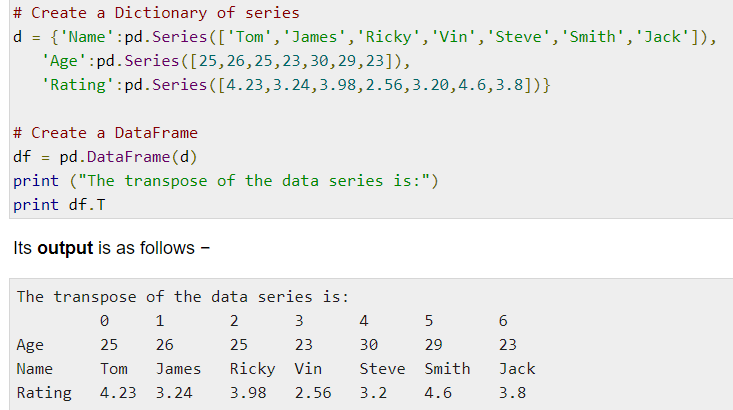 # Create a Dictionary of series
d = {'Name':pd.Series(['Tom','James','Ricky','Vin','Steve','Smith','Jack']),
   'Age':pd.Series([25,26,25,23,30,29,23]),
   'Rating':pd.Series([4.23,3.24,3.98,2.56,3.20,4.6,3.8])}

# Create a DataFrame
df = pd.DataFrame(d)
print ("The transpose of the data series is:")
print df.T
Its output is as follows −
The transpose of the data series is:
         0     1       2      3      4      5       6
Age      25    26      25     23     30     29      23
Name     Tom   James   Ricky  Vin    Steve  Smith   Jack
Rating   4.23  3.24    3.98   2.56   3.2    4.6     3.8